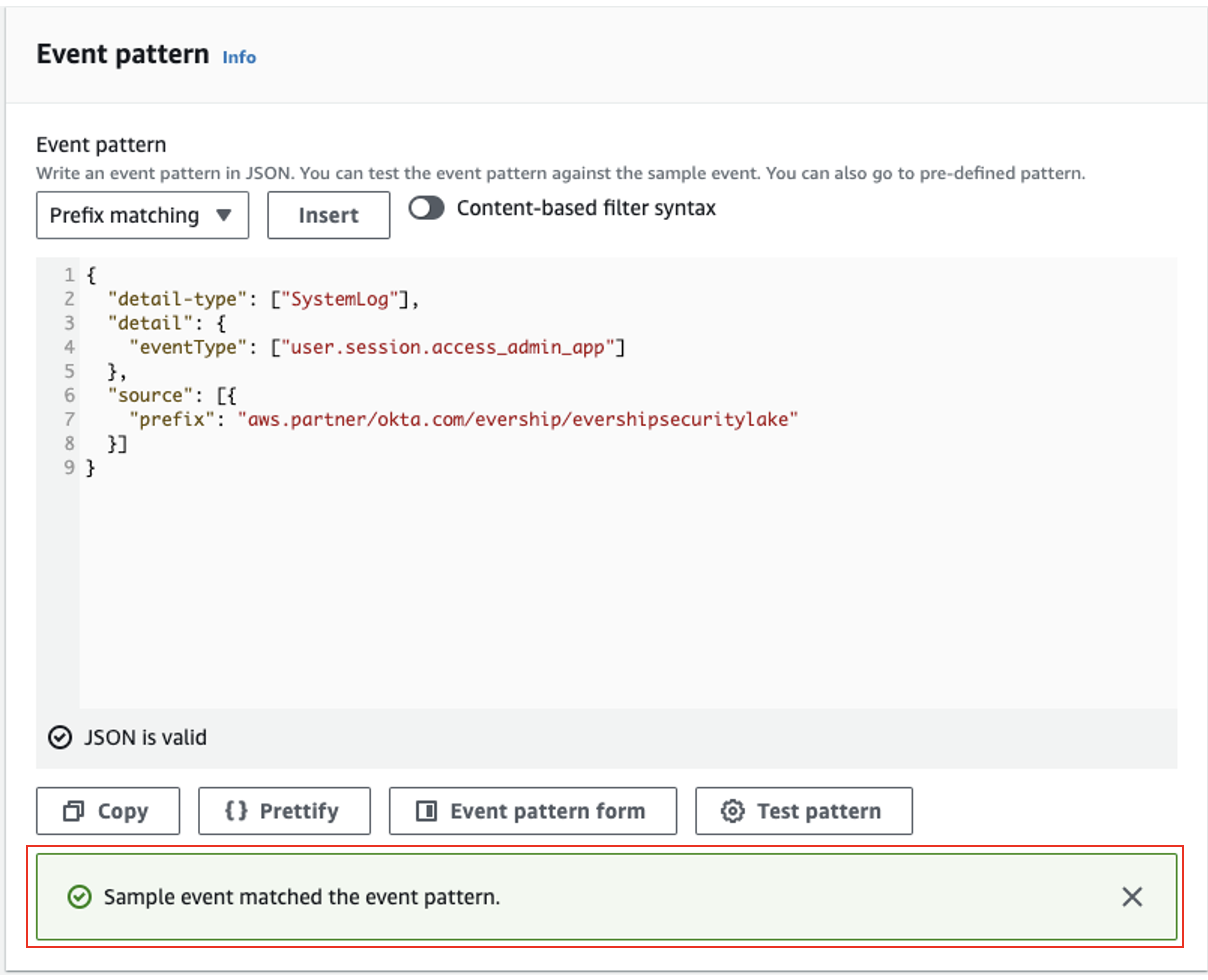 Event pattern Info
Event pattern
Write an event pattern in JSON. You can test the event pattern against the sample event. You can also go to pre-defined pattern.
Prefix matching Insert Content-based filter syntax
1 {
2   "detail-type": ["SystemLog"],
3   "detail": {
4     "eventType": ["user.session.access_admin_app"]
5   },
6   "source": [{
7     "prefix": "aws.partner/okta.com/evership/evershipsecuritylake"
8   }]
9 }
JSON is valid
Copy {} Prettify Event pattern form Test pattern
Sample event matched the event pattern.